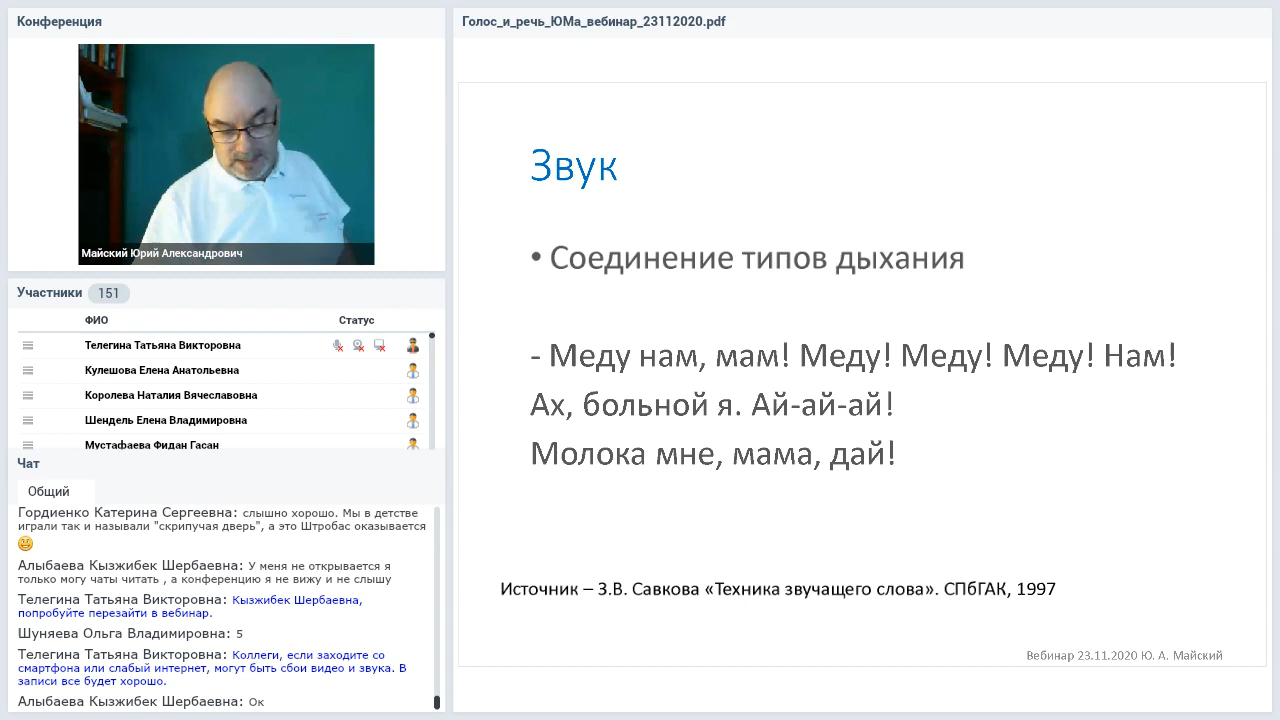 Конференция
Майский Юрий Александрович
Участники 151
ФИО Статус
Телегина Татьяна Викторовна
Кулешова Елена Анатольевна
Королева Наталия Вячеславовна
Шендель Елена Владимировна
Мустафаева Фидан Гасан
Чат
Общий
Гордиенко Катерина Сергеевна: слышно хорошо. Мы в детстве
играли так и называли "скрипучая дверь", а это Штробас оказывается
Алыбаева Кызжибек Шербаевна: У меня не открывается я
только могу чаты читать , а конференцию я не вижу и не слышу
Телегина Татьяна Викторовна: Кызжибек Шербаевна,
попробуйте перезайти в вебинар.
Шуняева Ольга Владимировна: 5
Телегина Татьяна Викторовна: Коллеги, если заходите со
смартфона или слабый интернет, могут быть сбои видео и звука. В
записи все будет хорошо.
Алыбаева Кызжибек Шербаевна: Ок
Голос_и_речь_ЮМа_вебинар_23112020.pdf
Звук
• Соединение типов дыхания
- Меду нам, мам! Меду! Меду! Меду! Нам!
Ах, больной я. Ай-ай-ай!
Молока мне, мама, дай!
Источник – З.В. Савкова «Техника звучащего слова». СПбГАК, 1997
Вебинар 23.11.2020 Ю. А. Майский